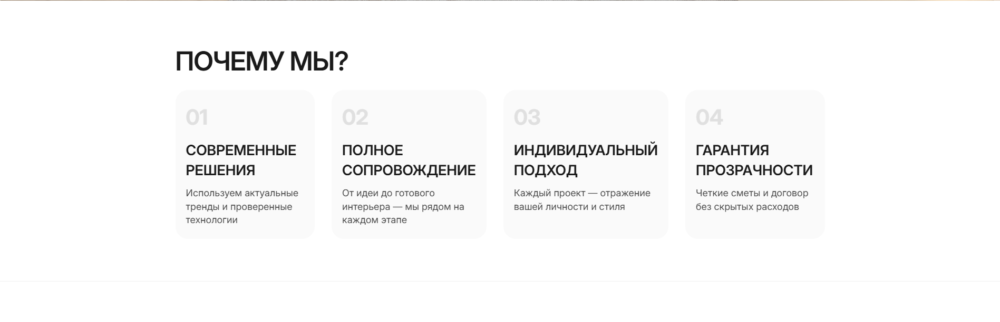 ПОЧЕМУ МЫ?
01
СОВРЕМЕННЫЕ
РЕШЕНИЯ
Используем актуальные
тренды и проверенные
технологии
02
ПОЛНОЕ
СОПРОВОЖДЕНИЕ
От идеи до готового
интерьера — мы рядом на
каждом этапе
03
ИНДИВИДУАЛЬНЫЙ
ПОДХОД
Каждый проект — отражение
вашей личности и стиля
04
ГАРАНТИЯ
ПРОЗРАЧНОСТИ
Четкие сметы и договор
без скрытых расходов